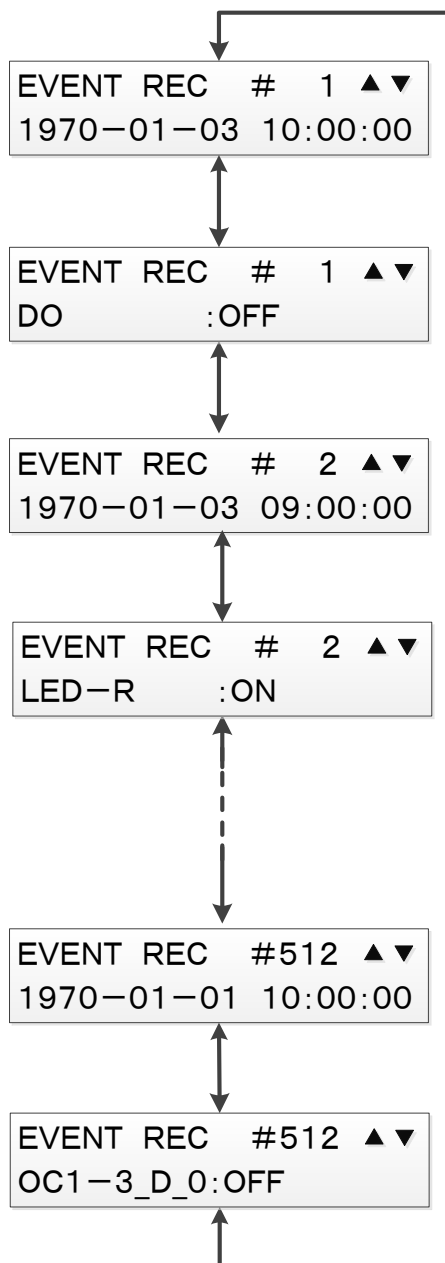 EVENT REC # 1 ▲▼
1970-01-03 10:00:00
EVENT REC # 1 ▲▼
DO :OFF
EVENT REC # 2 ▲▼
1970-01-03 09:00:00
EVENT REC # 2 ▲▼
LED-R :ON
EVENT REC #512 ▲▼
1970-01-01 10:00:00
EVENT REC #512 ▲▼
OC1-3_D_0:OFF